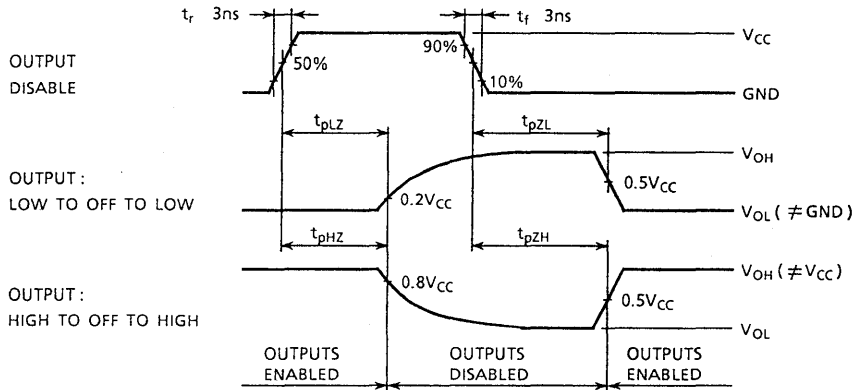 tr 3ns
tf 3ns
VCC
90%
OUTPUT
DISABLE
50%
10%
GND
tpLZ
tpZL
VOH
OUTPUT :
LOW TO OFF TO LOW
0.2VCC
0.5VCC
VOL ( ≠ GND)
tpHZ
tpZH
VOH (≠VCC)
OUTPUT :
HIGH TO OFF TO HIGH
0.8VCC
0.5VCC
VOL
OUTPUTS
ENABLED
OUTPUTS
DISABLED
OUTPUTS
ENABLED